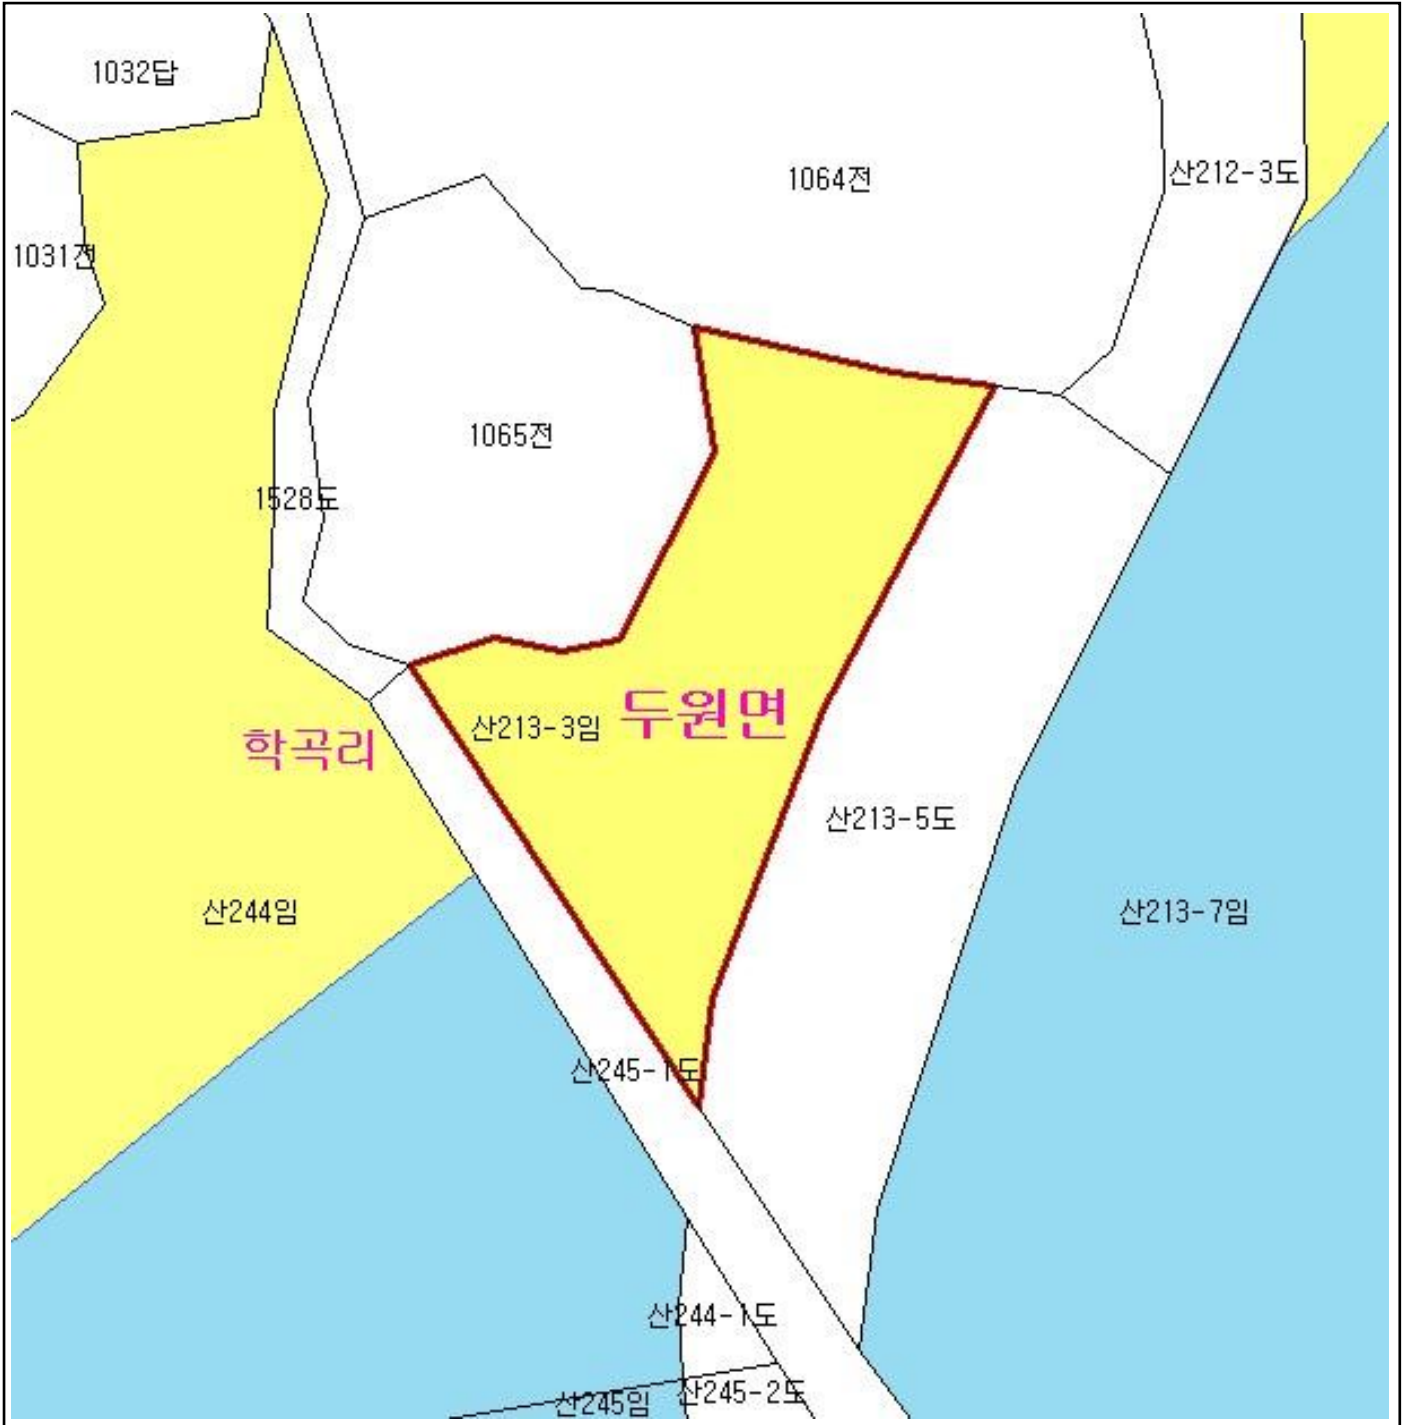 1032답
1064전
산212-3도
1031전
1065전
1528도
두원면
산213-3임
학곡리
산213-5도
산244임
산213-7임
산245-1도
산244-1도
산245-2도
산245임